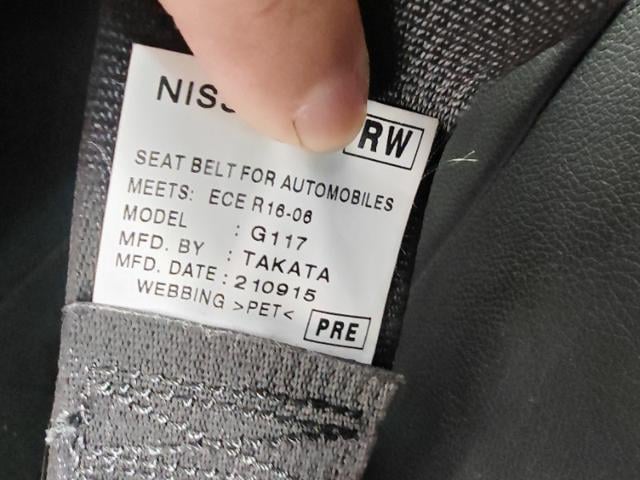 NISS
RW
SEAT BELT FOR AUTOMOBILES
MEETS: ECE R16-06
MODEL : G117
MFD. BY : TAKATA
MFD. DATE : 210915
WEBBING >PET<
PRE